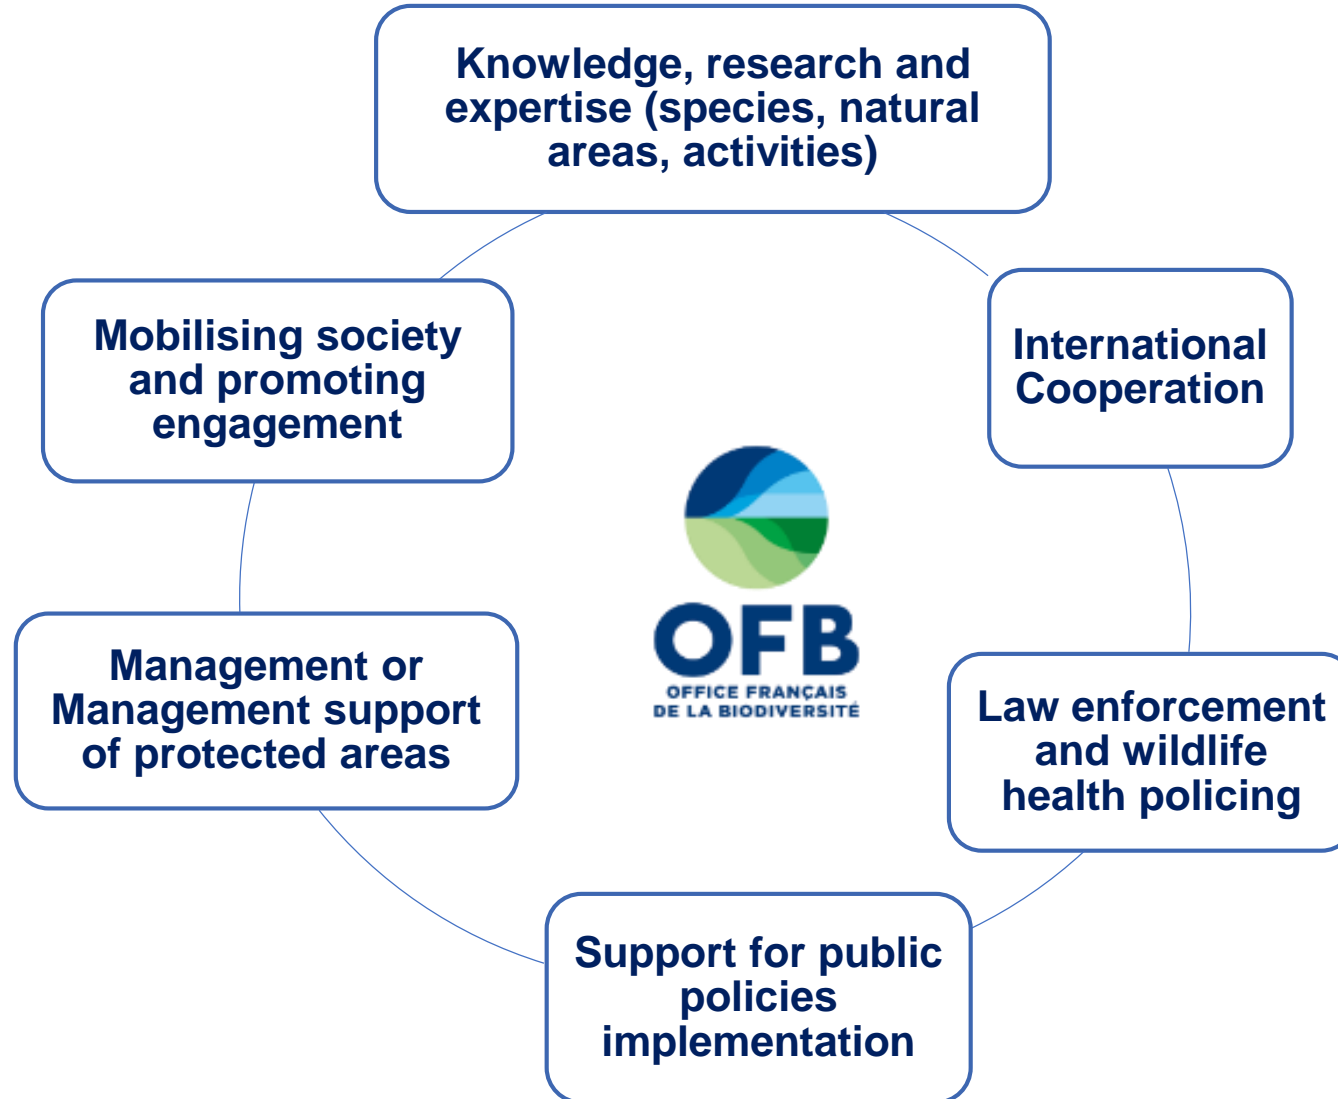 Knowledge, research and
expertise (species, natural
areas, activities)
Mobilising society
and promoting
engagement
International
Cooperation
OFB
OFFICE FRANÇAIS
DE LA BIODIVERSITÉ
Management or
Management support
of protected areas
Law enforcement
and wildlife
health policing
Support for public
policies
implementation